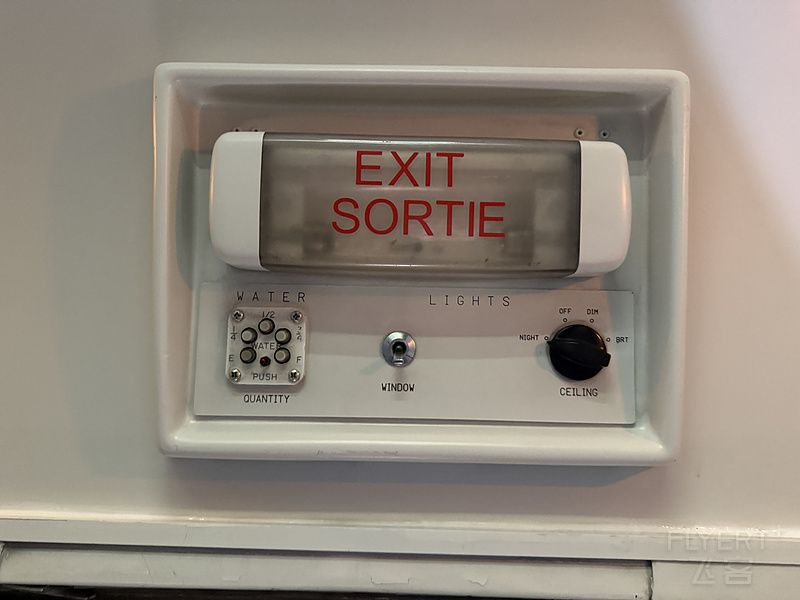 EXIT
SORTIE
WATER
LIGHTS
1/2
1/4
3/4
WATER
E
F
PUSH
QUANTITY
WINDOW
OFF
DIM
NIGHT
BRT
CEILING
FLYERT